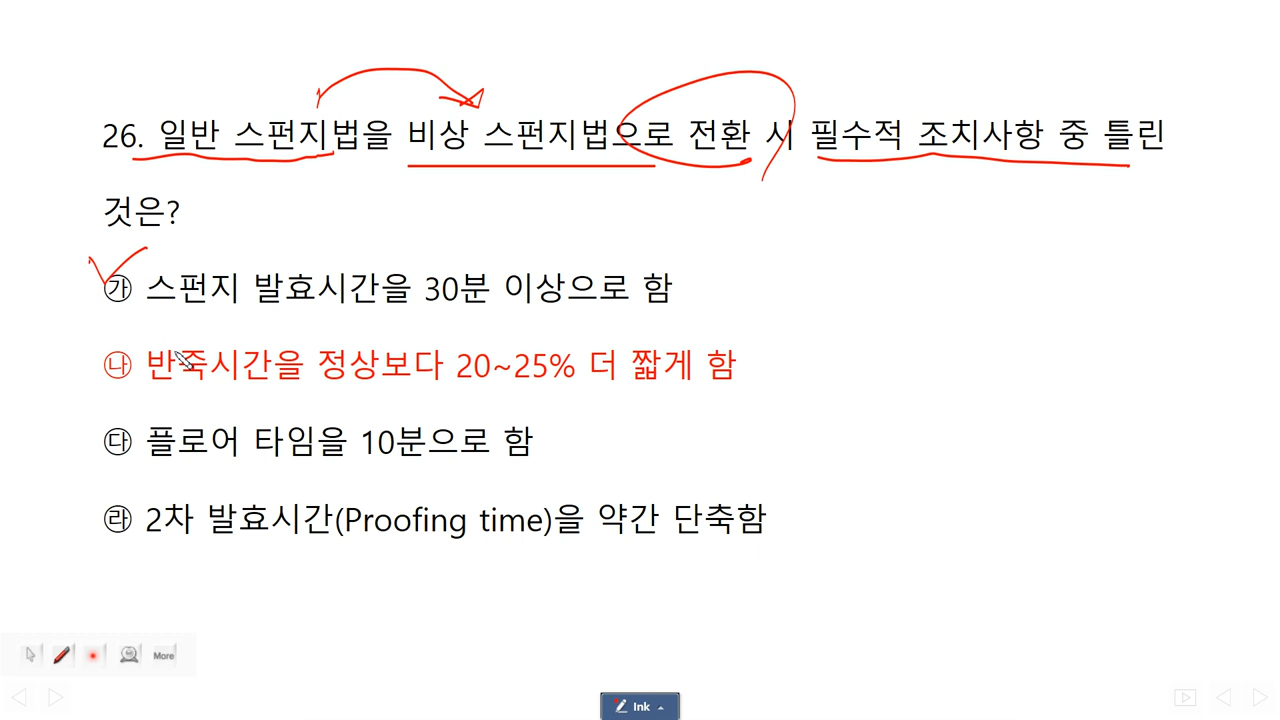 26. 일반 스펀지법을 비상 스펀지법으로 전환 시 필수적 조치사항 중 틀린
것은?
㉮ 스펀지 발효시간을 30분 이상으로 함
㉯ 반죽시간을 정상보다 20~25% 더 짧게 함
㉰ 플로어 타임을 10분으로 함
㉱ 2차 발효시간(Proofing time)을 약간 단축함
More
Ink